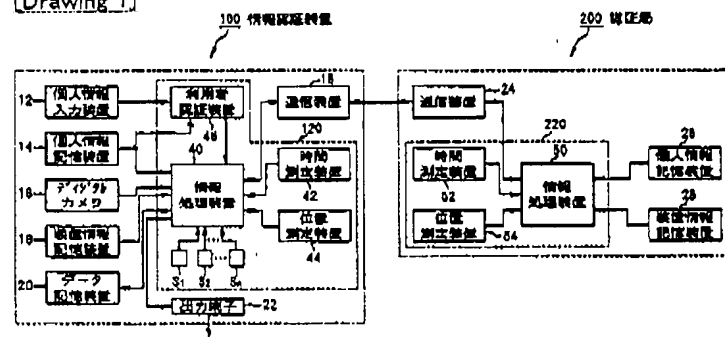 [Drawing 1]
100 情報認証装置
200 認証局
12
個人情報
入力装置
利用者
認証装置
46
18
通信装置
通信装置
24
14
個人情報
記憶装置
40
情報
処理装置
120
時間
測定装置
42
220
時間
測定装置
52
50
情報
処理装置
26
個人情報
記憶装置
16
ディジタル
カメラ
位置
測定装置
44
位置
測定装置
54
28
装置情報
記憶装置
18
装置情報
記憶装置
20
データ
記憶装置
S1 S2 Sn
出力端子
22